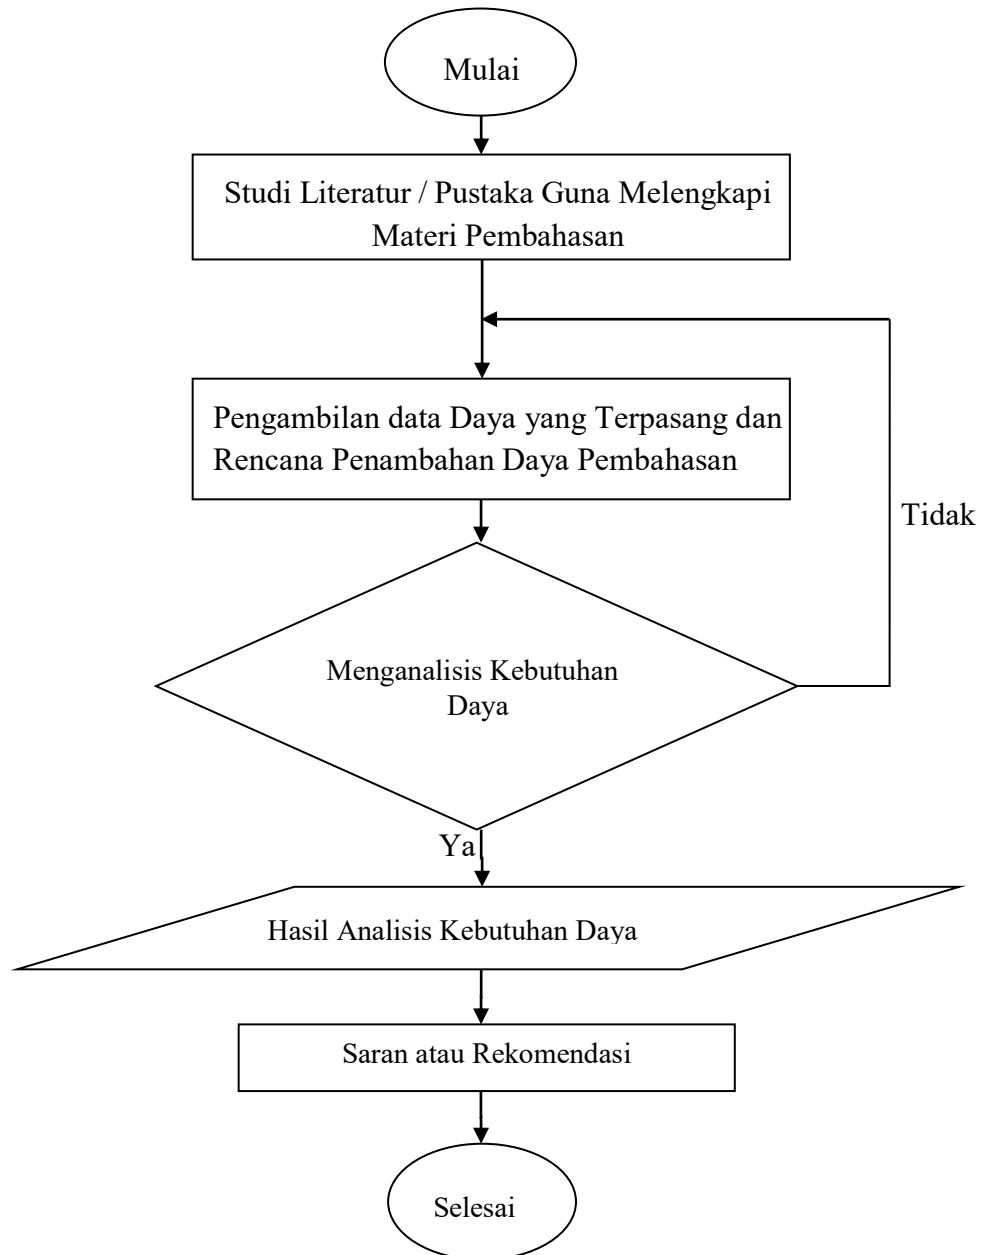 Mulai
Studi Literatur / Pustaka Guna Melengkapi
Materi Pembahasan
Pengambilan data Daya yang Terpasang dan
Rencana Penambahan Daya Pembahasan
Tidak
Menganalisis Kebutuhan
Daya
Ya
Hasil Analisis Kebutuhan Daya
Saran atau Rekomendasi
Selesai